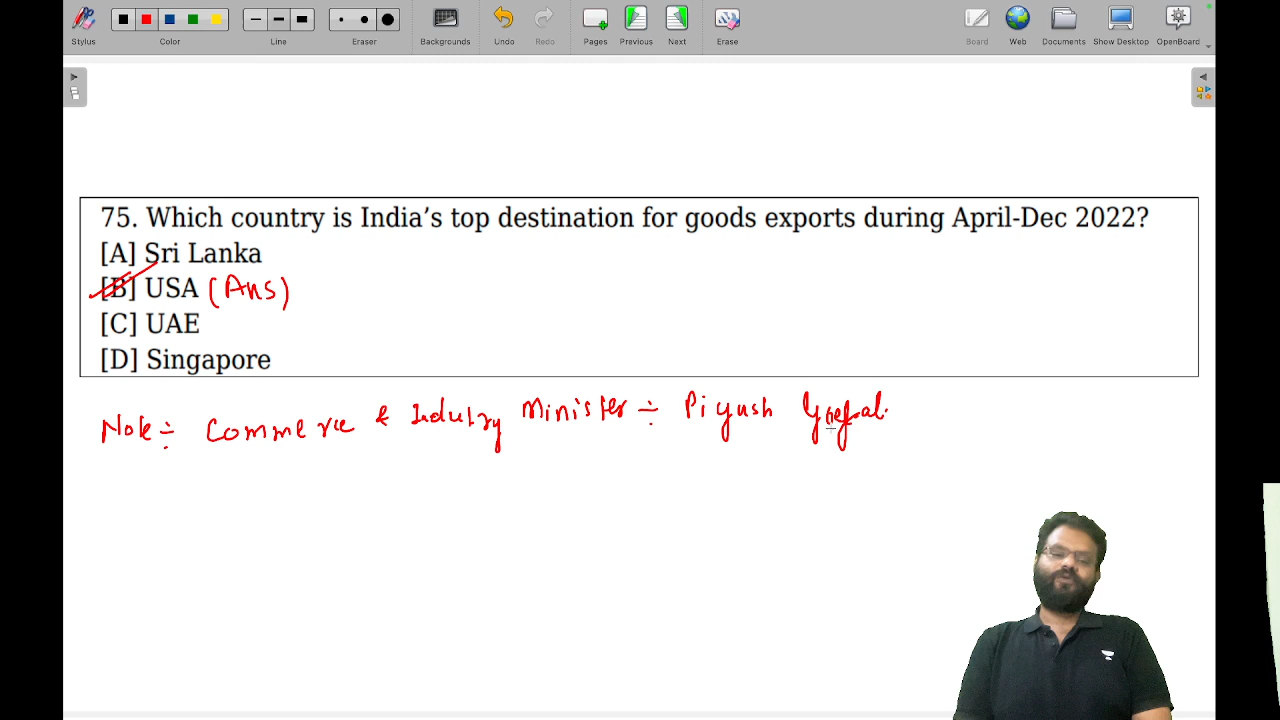 Stylus Color Line Eraser Backgrounds Undo Redo Pages Previous Next Erase Board Web Documents Show Desktop OpenBoard
75. Which country is India’s top destination for goods exports during April-Dec 2022?
[A] Sri Lanka
[B] USA (Ans)
[C] UAE
[D] Singapore
Note÷ Commerce & Industry Minister ÷ Piyush Goyal